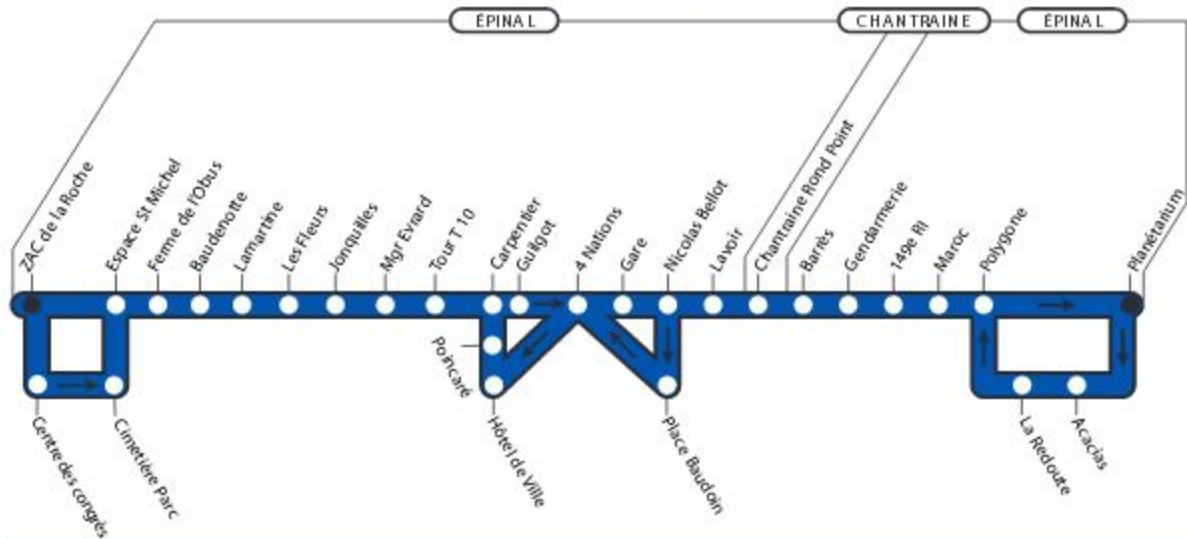 ÉPINAL
CHANTRAINE
ÉPINAL
ZAC de la Roche
Espace St Michel
Ferme de l'Obus
Baudenotte
Lamartine
Les Fleurs
Jonquilles
Mgr Evrard
Tour T 10
Carpentier
Guilgot
4 Nations
Gare
Nicolas Bellot
Lavoir
Chantraine Rond Point
Barrès
Gendarmerie
149e RI
Maroc
Polygone
Planétarium
Centre des congrès
Cimetière Parc
Poincaré
Hôtel de Ville
Place Baudoin
La Redoute
Acacias